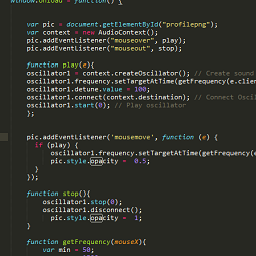 window.onload = function() {
var pic = document.getElementById("profilepng");
var context = new AudioContext();
pic.addEventListener("mouseover", play);
pic.addEventListener("mouseout", stop);
function play(e){
oscillator1 = context.createOscillator(); // Create sound
oscillator1.frequency.setTargetAtTime(getFrequency(e.clien
oscillator1.detune.value = 100;
oscillator1.connect(context.destination); // Connect Oscil
oscillator1.start(0); // Play oscillator
};
pic.addEventListener('mousemove', function (e) {
if (play) {
oscillator1.frequency.setTargetAtTime(getFrequency(e
pic.style.opacity = 0.5;
}
});
function stop(){
oscillator1.stop(0);
oscillator1.disconnect();
pic.style.opacity = 1;
}
function getFrequency(mouseX){
var min = 50,